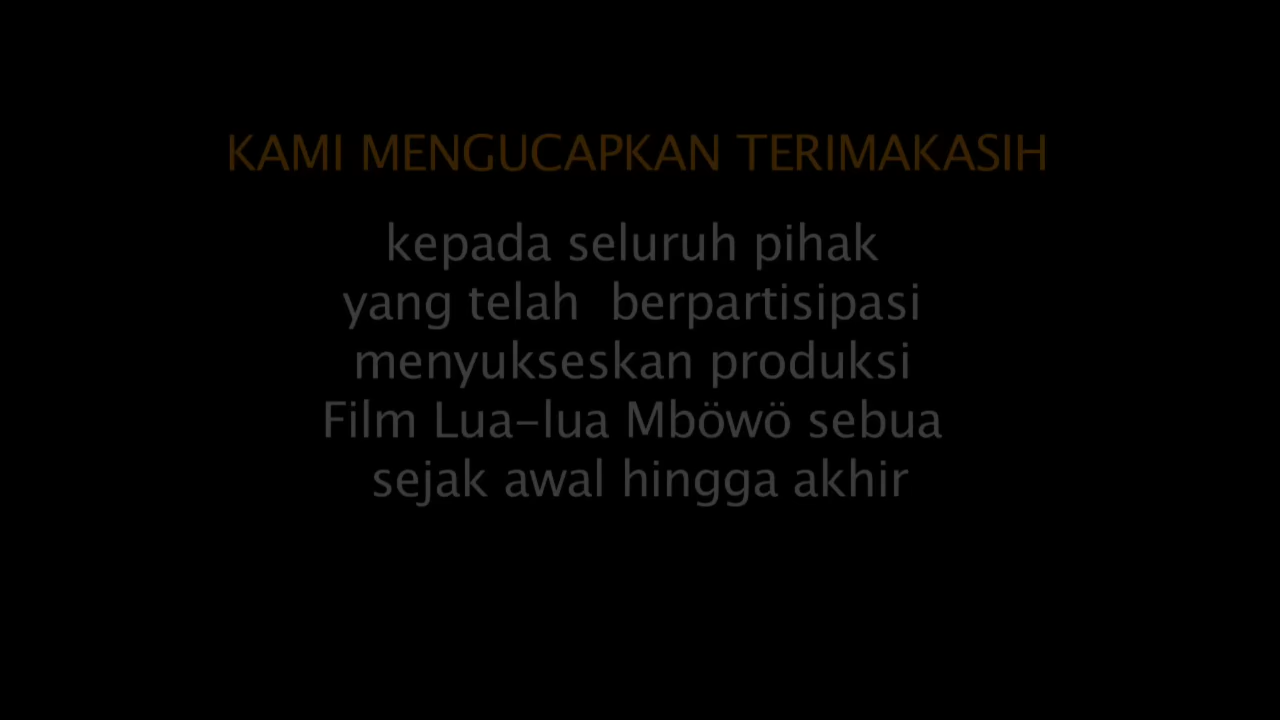 KAMI MENGUCAPKAN TERIMAKASIH
kepada seluruh pihak
yang telah  berpartisipasi
menyukseskan produksi
Film Lua-lua Mböwö sebua
sejak awal hingga akhir